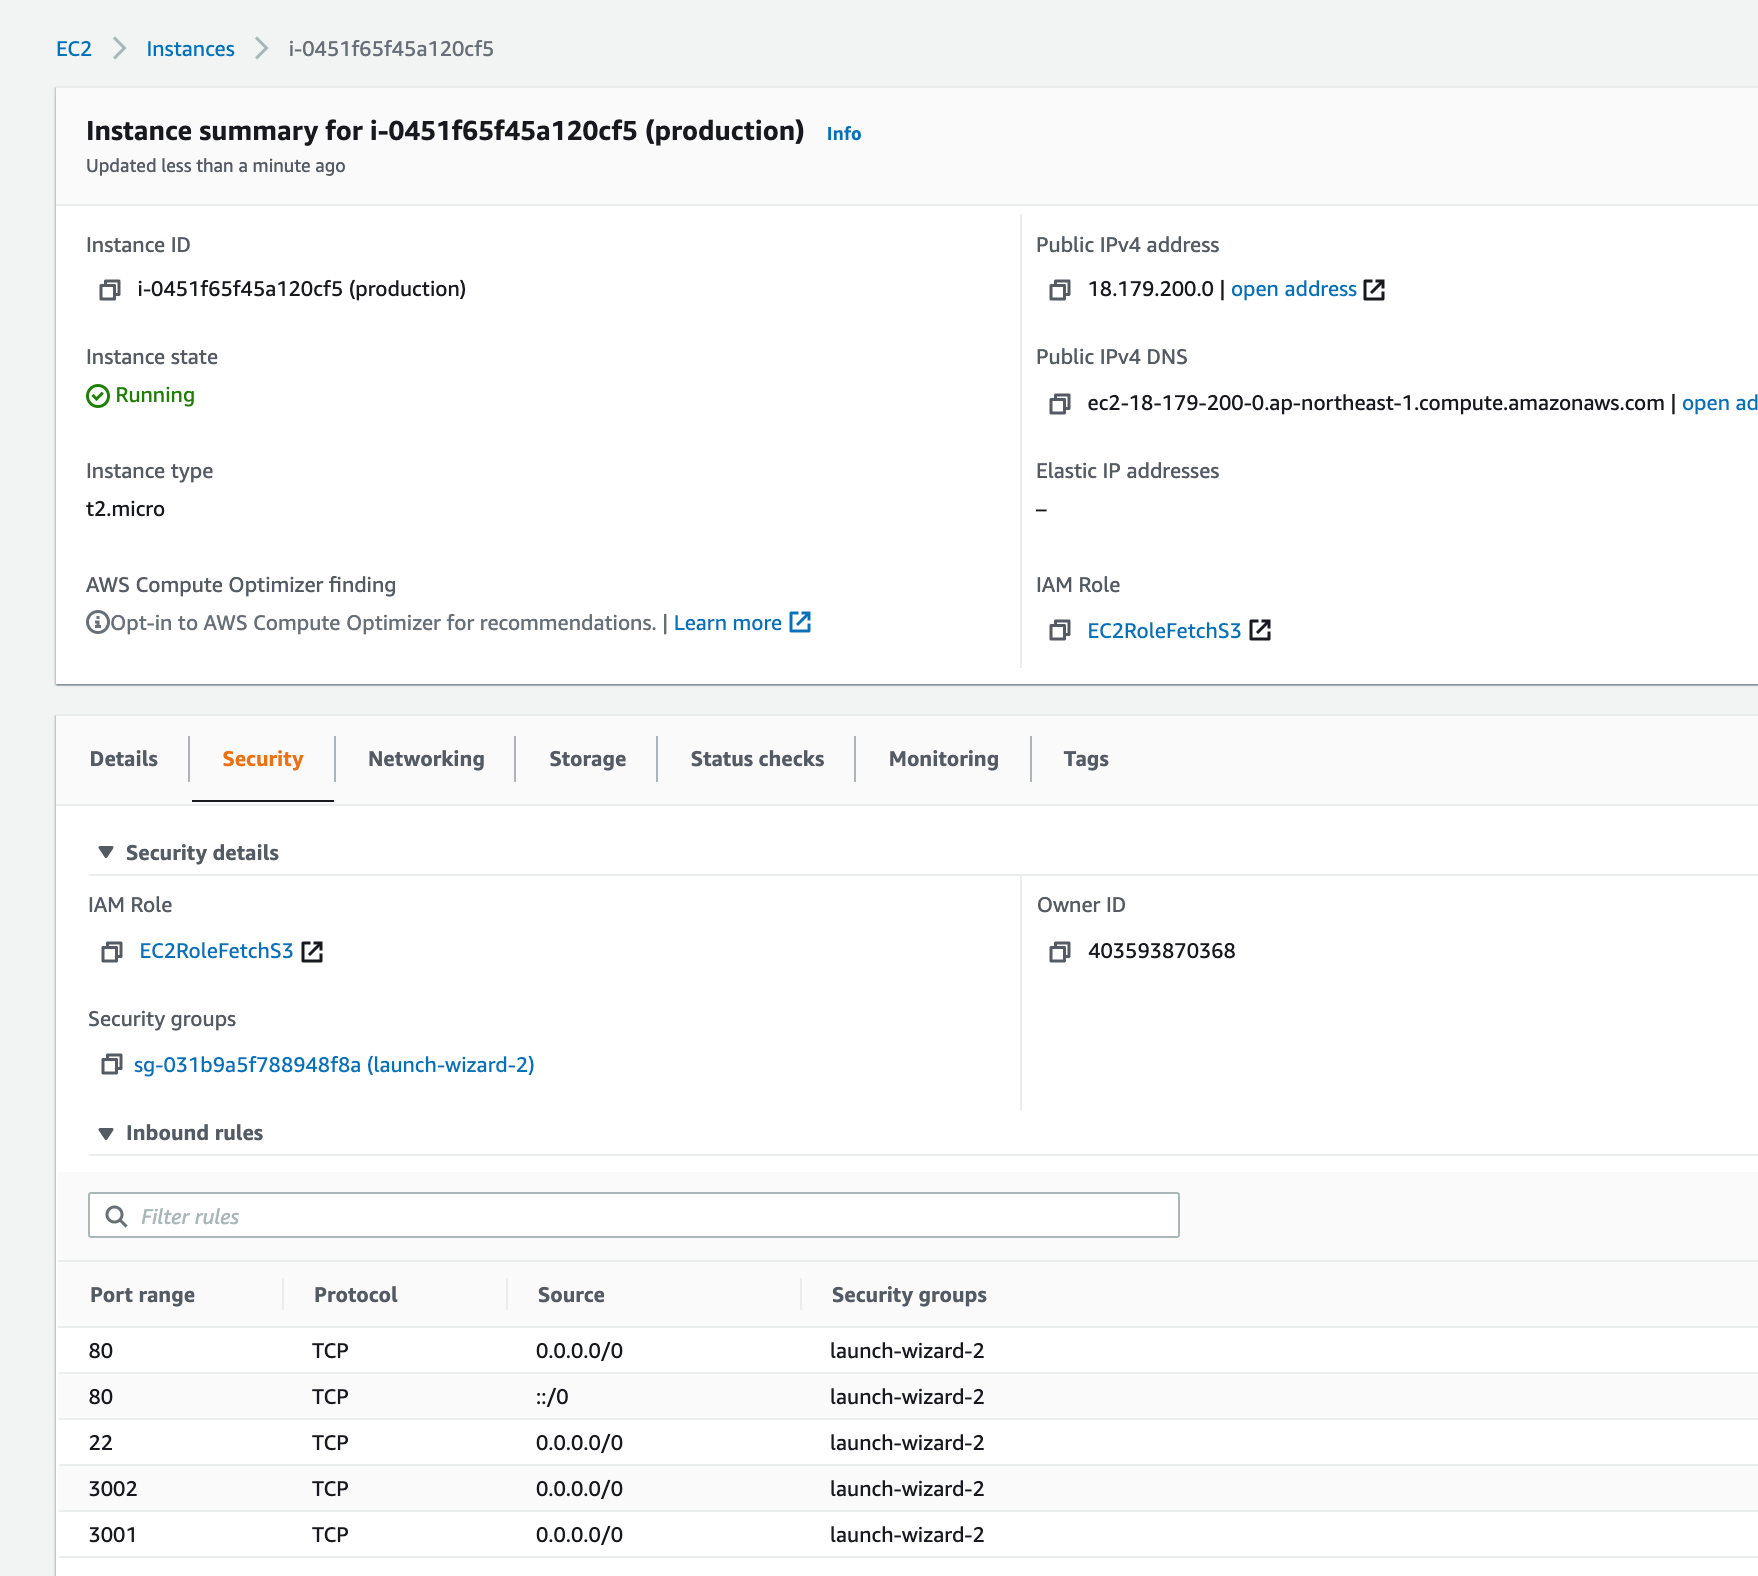 EC2 > Instances > i-0451f65f45a120cf5
Instance summary for i-0451f65f45a120cf5 (production) Info
Updated less than a minute ago
Instance ID
i-0451f65f45a120cf5 (production)
Public IPv4 address
18.179.200.0 | open address
Instance state
Running
Public IPv4 DNS
ec2-18-179-200-0.ap-northeast-1.compute.amazonaws.com | open ad
Instance type
t2.micro
Elastic IP addresses
–
AWS Compute Optimizer finding
Opt-in to AWS Compute Optimizer for recommendations. | Learn more
IAM Role
EC2RoleFetchS3
Details Security Networking Storage Status checks Monitoring Tags
Security details
IAM Role
EC2RoleFetchS3
Owner ID
403593870368
Security groups
sg-031b9a5f788948f8a (launch-wizard-2)
Inbound rules
Filter rules
Port range Protocol Source Security groups
80 TCP 0.0.0.0/0 launch-wizard-2
80 TCP ::/0 launch-wizard-2
22 TCP 0.0.0.0/0 launch-wizard-2
3002 TCP 0.0.0.0/0 launch-wizard-2
3001 TCP 0.0.0.0/0 launch-wizard-2